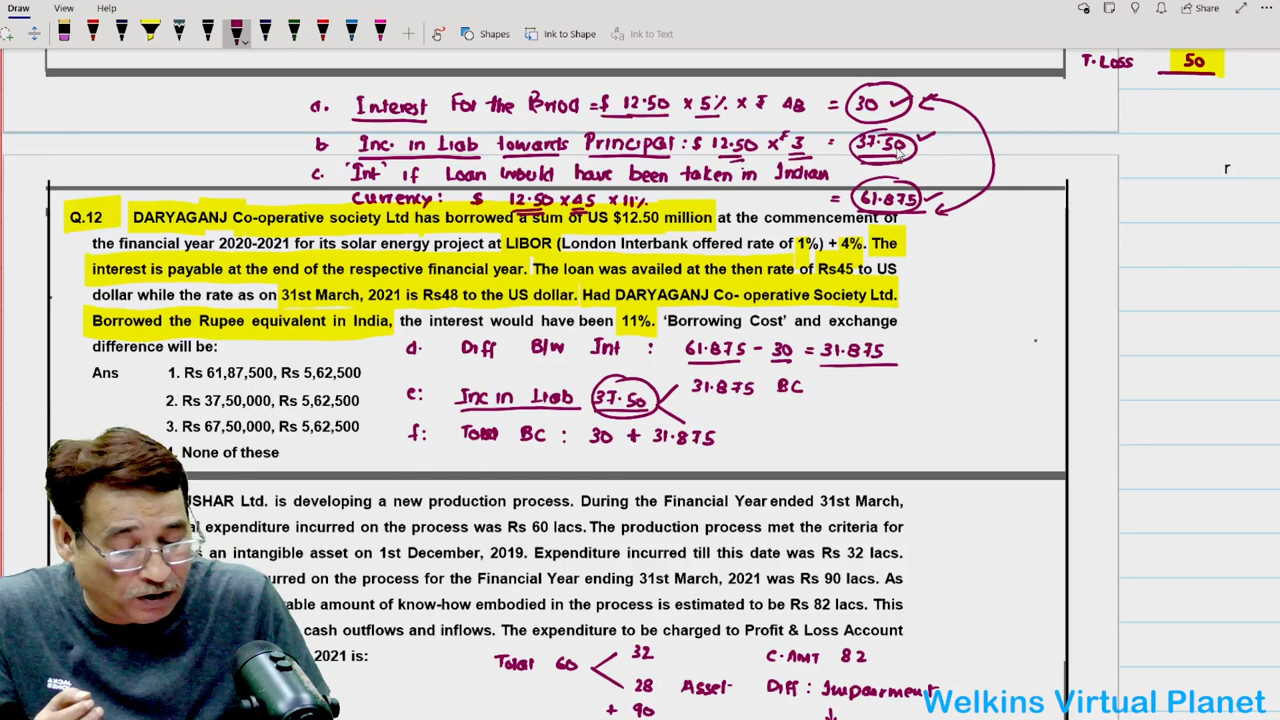 Draw View Help
Shapes Ink to Shape Ink to Text Share
T. Loss 50
a. Interest For the Period = $ 12.50 × 5% × ₹ 48 = 30
b Inc. in Liab towards Principal: $ 12.50 × ₹ 3 = 37.50
c. 'Int' if Loan would have been taken in Indian
Currency: $ 12.50 × 45 × 11% = 61.875
r
Q.12 DARYAGANJ Co-operative society Ltd has borrowed a sum of US $12.50 million at the commencement of
the financial year 2020-2021 for its solar energy project at LIBOR (London Interbank offered rate of 1%) + 4%. The
interest is payable at the end of the respective financial year. The loan was availed at the then rate of Rs45 to US
dollar while the rate as on 31st March, 2021 is Rs48 to the US dollar. Had DARYAGANJ Co- operative Society Ltd.
Borrowed the Rupee equivalent in India, the interest would have been 11%. 'Borrowing Cost' and exchange
difference will be:
d. Diff B/w Int : 61.875 - 30 = 31.875
Ans 1. Rs 61,87,500, Rs 5,62,500
2. Rs 37,50,000, Rs 5,62,500
3. Rs 67,50,000, Rs 5,62,500
. None of these
e: Inc in Liab 37.50 31.875 BC
f: Total BC : 30 + 31.875
USHAR Ltd. is developing a new production process. During the Financial Year ended 31st March,
expenditure incurred on the process was Rs 60 lacs. The production process met the criteria for
an intangible asset on 1st December, 2019. Expenditure incurred till this date was Rs 32 lacs.
urred on the process for the Financial Year ending 31st March, 2021 was Rs 90 lacs. As
able amount of know-how embodied in the process is estimated to be Rs 82 lacs. This
cash outflows and inflows. The expenditure to be charged to Profit & Loss Account
2021 is:
Total 60 32 C.AMT 82
28 Asset Diff: Impairment
+ 90
Welkins Virtual Planet